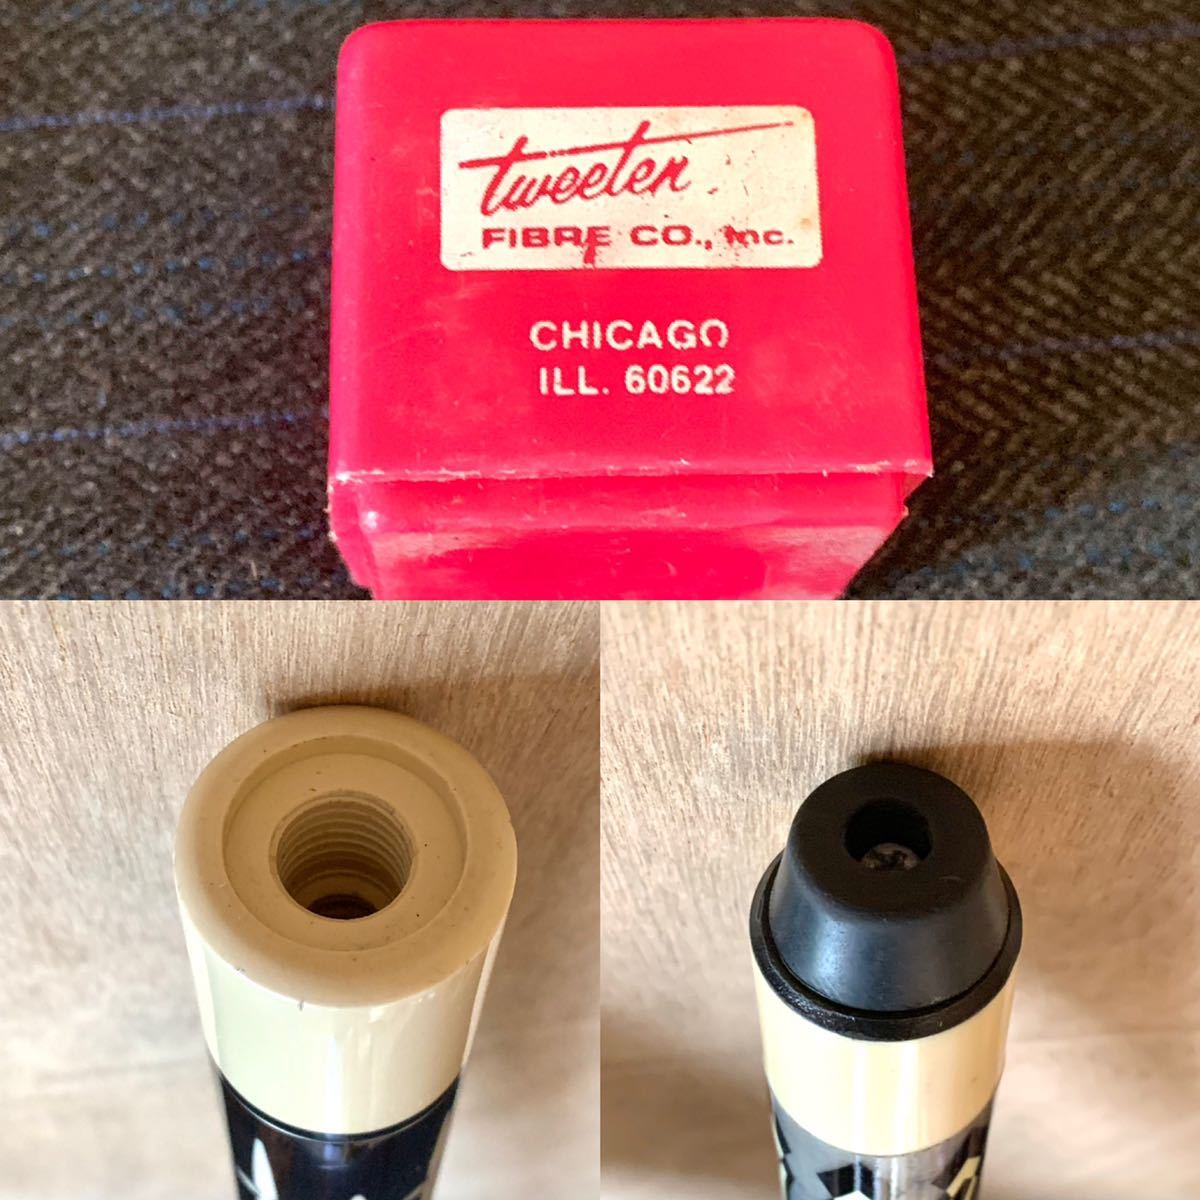 tweeten
FIBRE CO., Inc.
CHICAGO
ILL. 60622